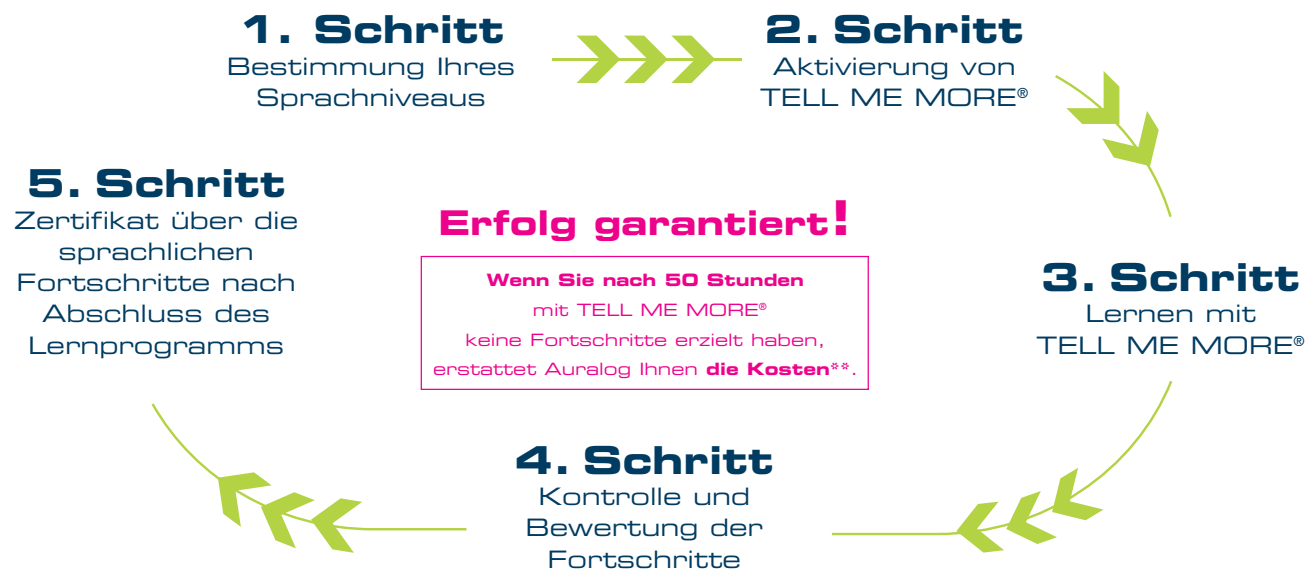 1. Schritt
Bestimmung Ihres
Sprachniveaus
2. Schritt
Aktivierung von
TELL ME MORE®
3. Schritt
Lernen mit
TELL ME MORE®
4. Schritt
Kontrolle und
Bewertung der
Fortschritte
5. Schritt
Zertifikat über die
sprachlichen
Fortschritte nach
Abschluss des
Lernprogramms
Erfolg garantiert!
Wenn Sie nach 50 Stunden
mit TELL ME MORE®
keine Fortschritte erzielt haben,
erstattet Auralog Ihnen die Kosten**.